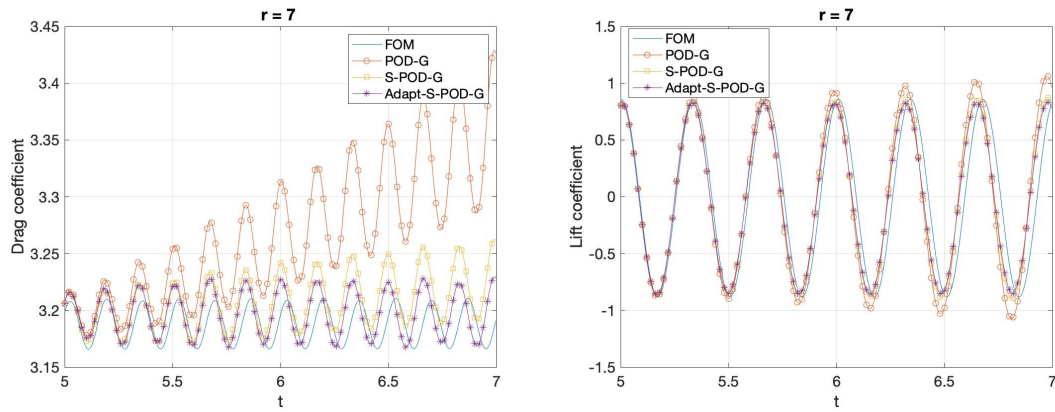 r = 7
3.45
3.4
3.35
3.3
3.25
3.2
3.15
Drag coefficient
FOM
POD-G
S-POD-G
Adapt-S-POD-G
5
5.5
6
6.5
7
t
r = 7
1.5
1
0.5
0
-0.5
-1
-1.5
Lift coefficient
FOM
POD-G
S-POD-G
Adapt-S-POD-G
5
5.5
6
6.5
7
t